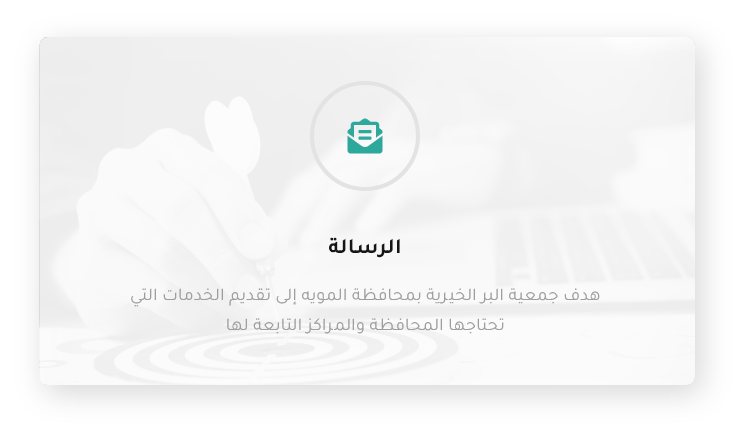 الرسالة
هدف جمعية البر الخيرية بمحافظة المويه إلى تقديم الخدمات التي
تحتاجها المحافظة والمراكز التابعة لها